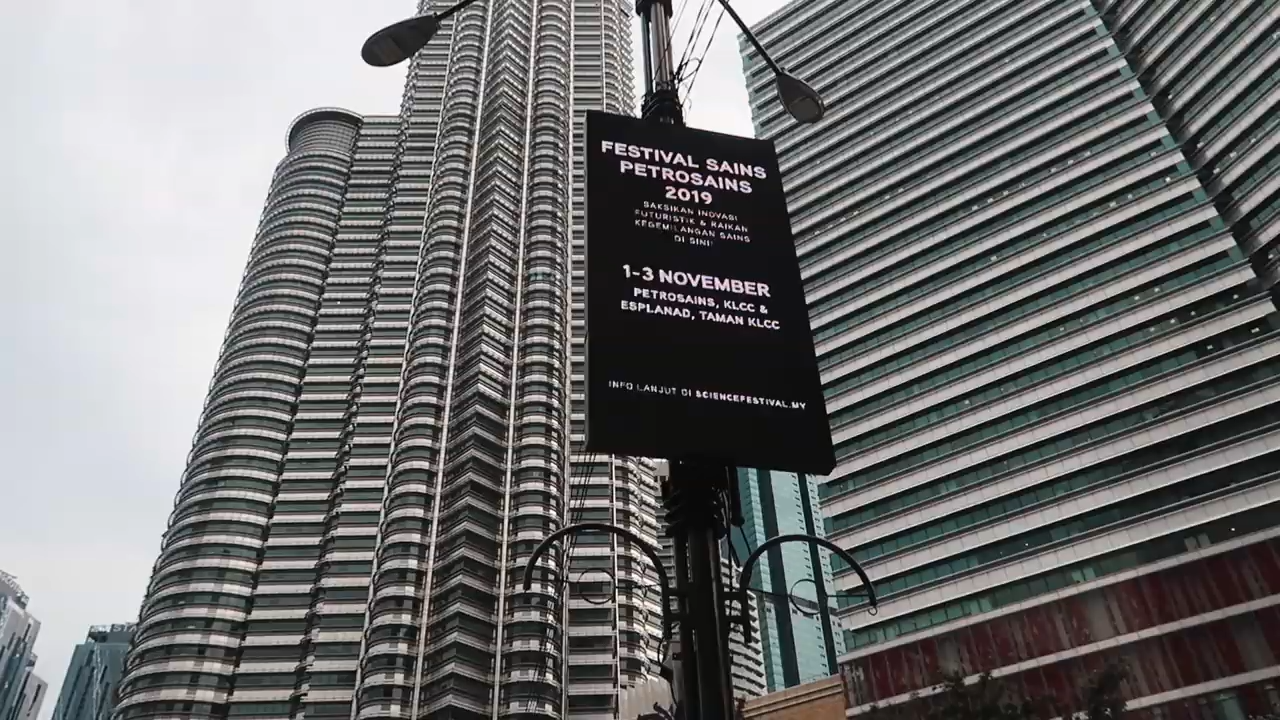 FESTIVAL SAINS
PETROSAINS
2019
SAKSIKAN INOVASI
FUTURISTIK & RAIKAN
KEGEMILANGAN SAINS
DI SINI!
1-3 NOVEMBER
PETROSAINS, KLCC &
ESPLANAD, TAMAN KLCC
INFO LANJUT DI SCIENCEFESTIVAL.MY